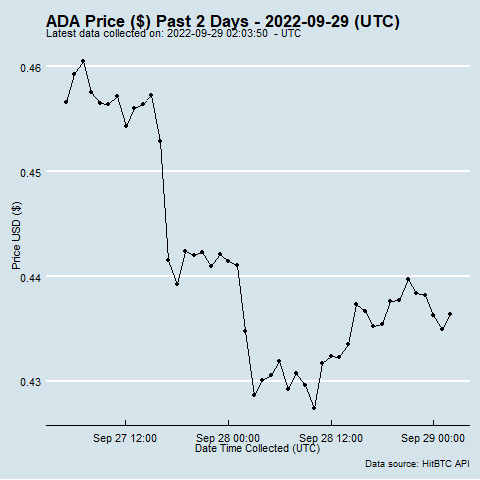 ADA Price ($) Past 2 Days - 2022-09-29 (UTC)
Latest data collected on: 2022-09-29 02:03:50  - UTC
0.46
0.45
0.44
0.43
Price USD ($)
Sep 27 12:00
Sep 28 00:00
Sep 28 12:00
Sep 29 00:00
Date Time Collected (UTC)
Data source: HitBTC API